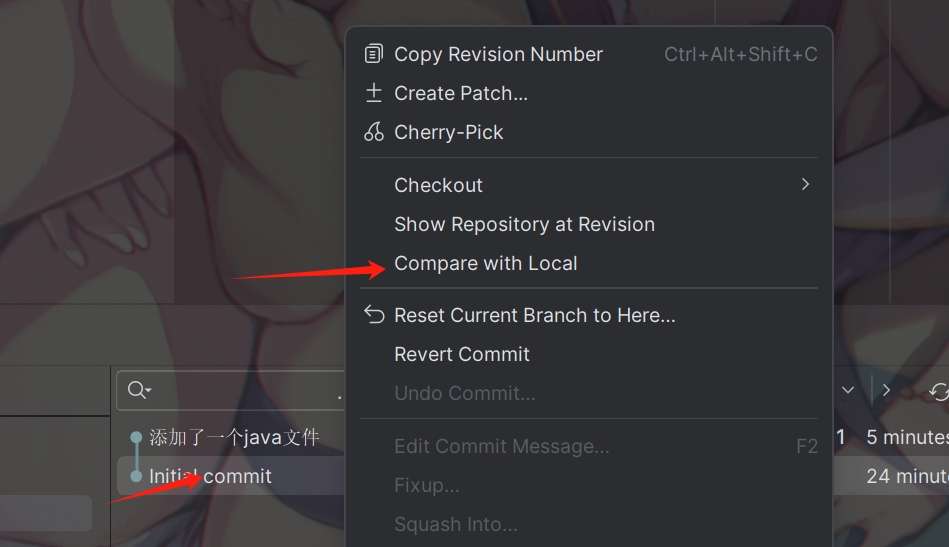 Copy Revision Number Ctrl+Alt+Shift+C
Create Patch...
Cherry-Pick
Checkout
Show Repository at Revision
Compare with Local
Reset Current Branch to Here...
Revert Commit
Undo Commit...
Edit Commit Message... F2
Fixup...
Squash Into...
添加了一个java文件
1 5 minutes
Initial commit
24 minut